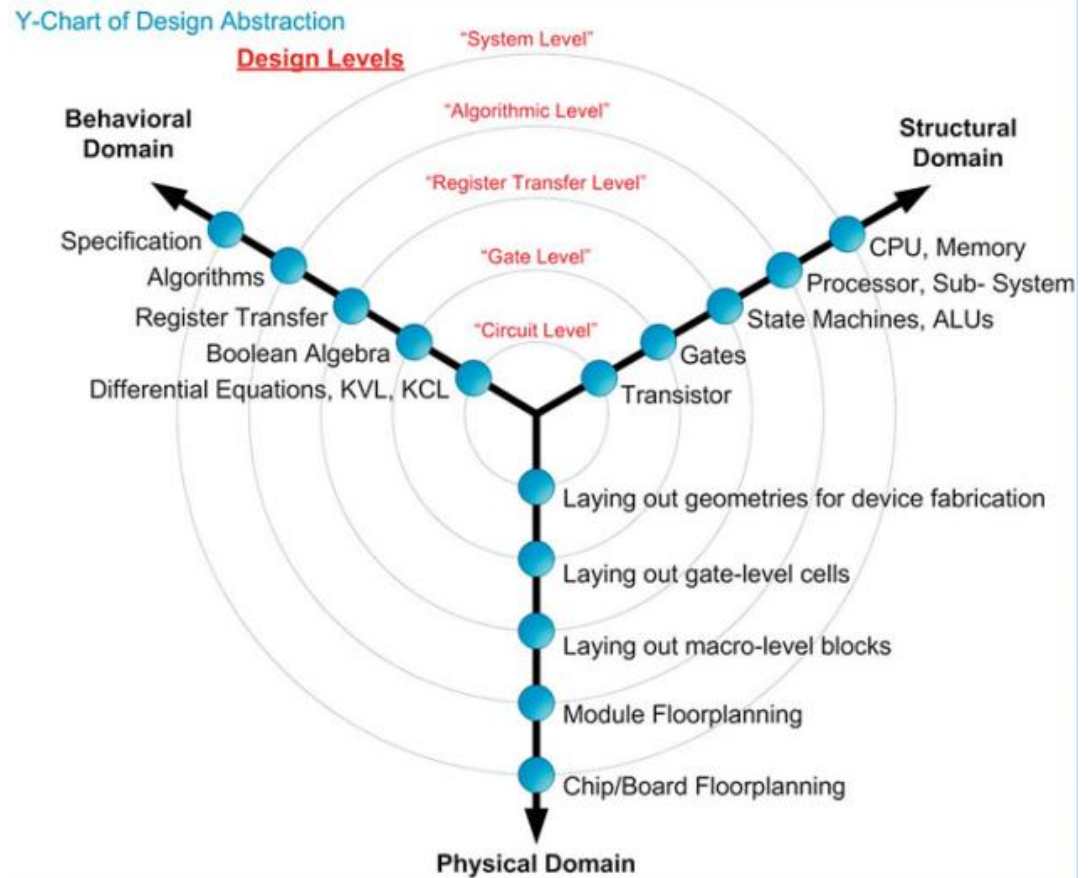 Y-Chart of Design Abstraction
Design Levels
“System Level”
“Algorithmic Level”
“Register Transfer Level”
“Gate Level”
“Circuit Level”
Behavioral
Domain
Specification
Algorithms
Register Transfer
Boolean Algebra
Differential Equations, KVL, KCL
Structural
Domain
CPU, Memory
Processor, Sub- System
State Machines, ALUs
Gates
Transistor
Laying out geometries for device fabrication
Laying out gate-level cells
Laying out macro-level blocks
Module Floorplanning
Chip/Board Floorplanning
Physical Domain